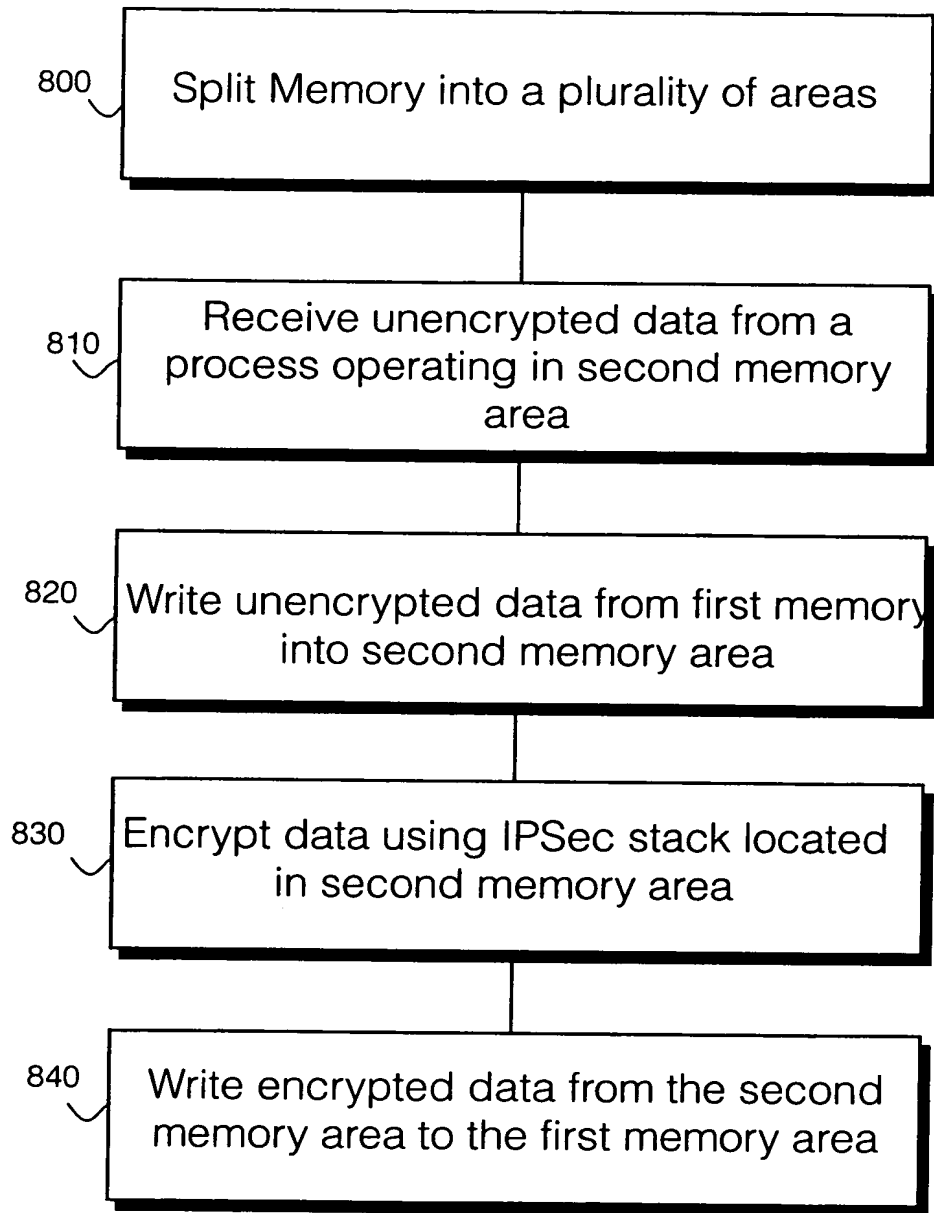 800
Split Memory into a plurality of areas
810
Receive unencrypted data from a
process operating in second memory
area
820
Write unencrypted data from first memory
into second memory area
830
Encrypt data using IPSec stack located
in second memory area
840
Write encrypted data from the second
memory area to the first memory area